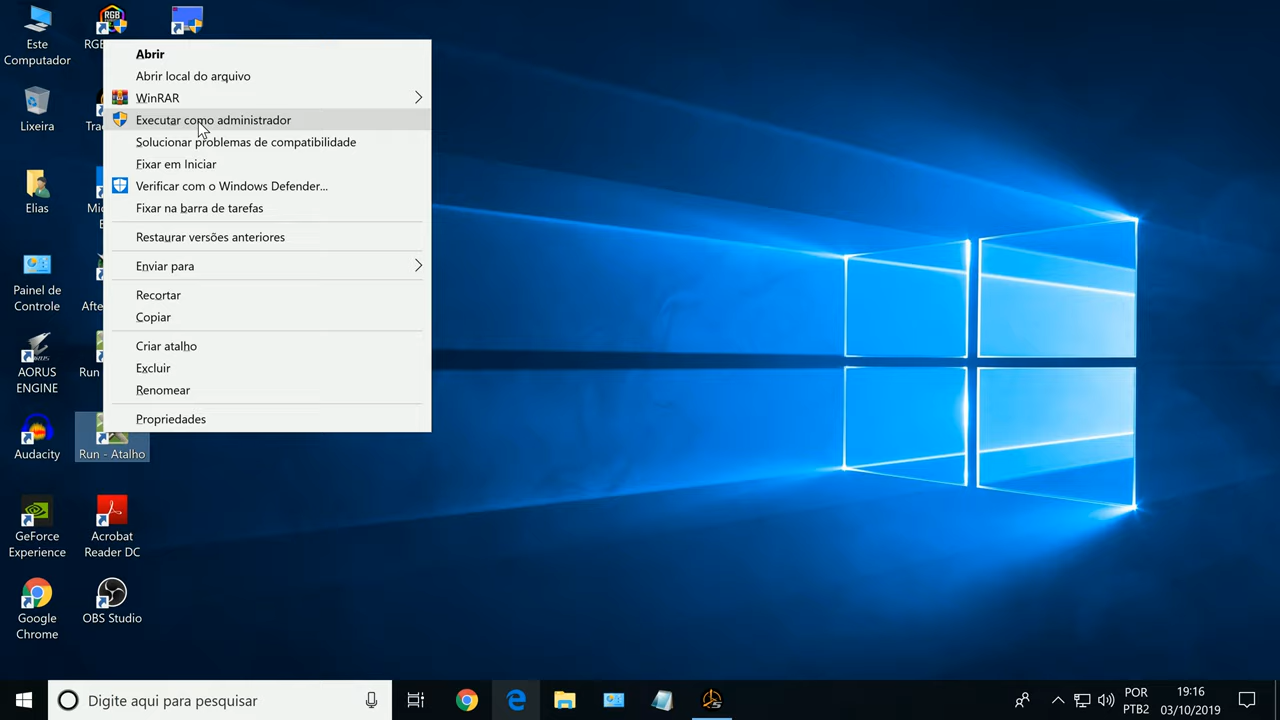 Este
Computador
RGB
Lixeira
Elias
Painel de
Controle
AORUS
ENGINE
Run
Audacity
Run - Atalho
GeForce
Experience
Acrobat
Reader DC
Google
Chrome
OBS Studio
Abrir
Abrir local do arquivo
WinRAR
Executar como administrador
Solucionar problemas de compatibilidade
Fixar em Iniciar
Verificar com o Windows Defender...
Fixar na barra de tarefas
Restaurar versões anteriores
Enviar para
Recortar
Copiar
Criar atalho
Excluir
Renomear
Propriedades
Digite aqui para pesquisar
POR
PTB2
19:16
03/10/2019